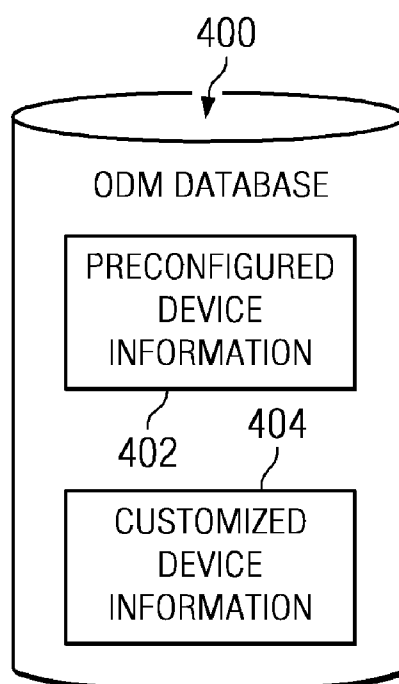 400
ODM DATABASE
PRECONFIGURED
DEVICE
INFORMATION
402
404
CUSTOMIZED
DEVICE
INFORMATION